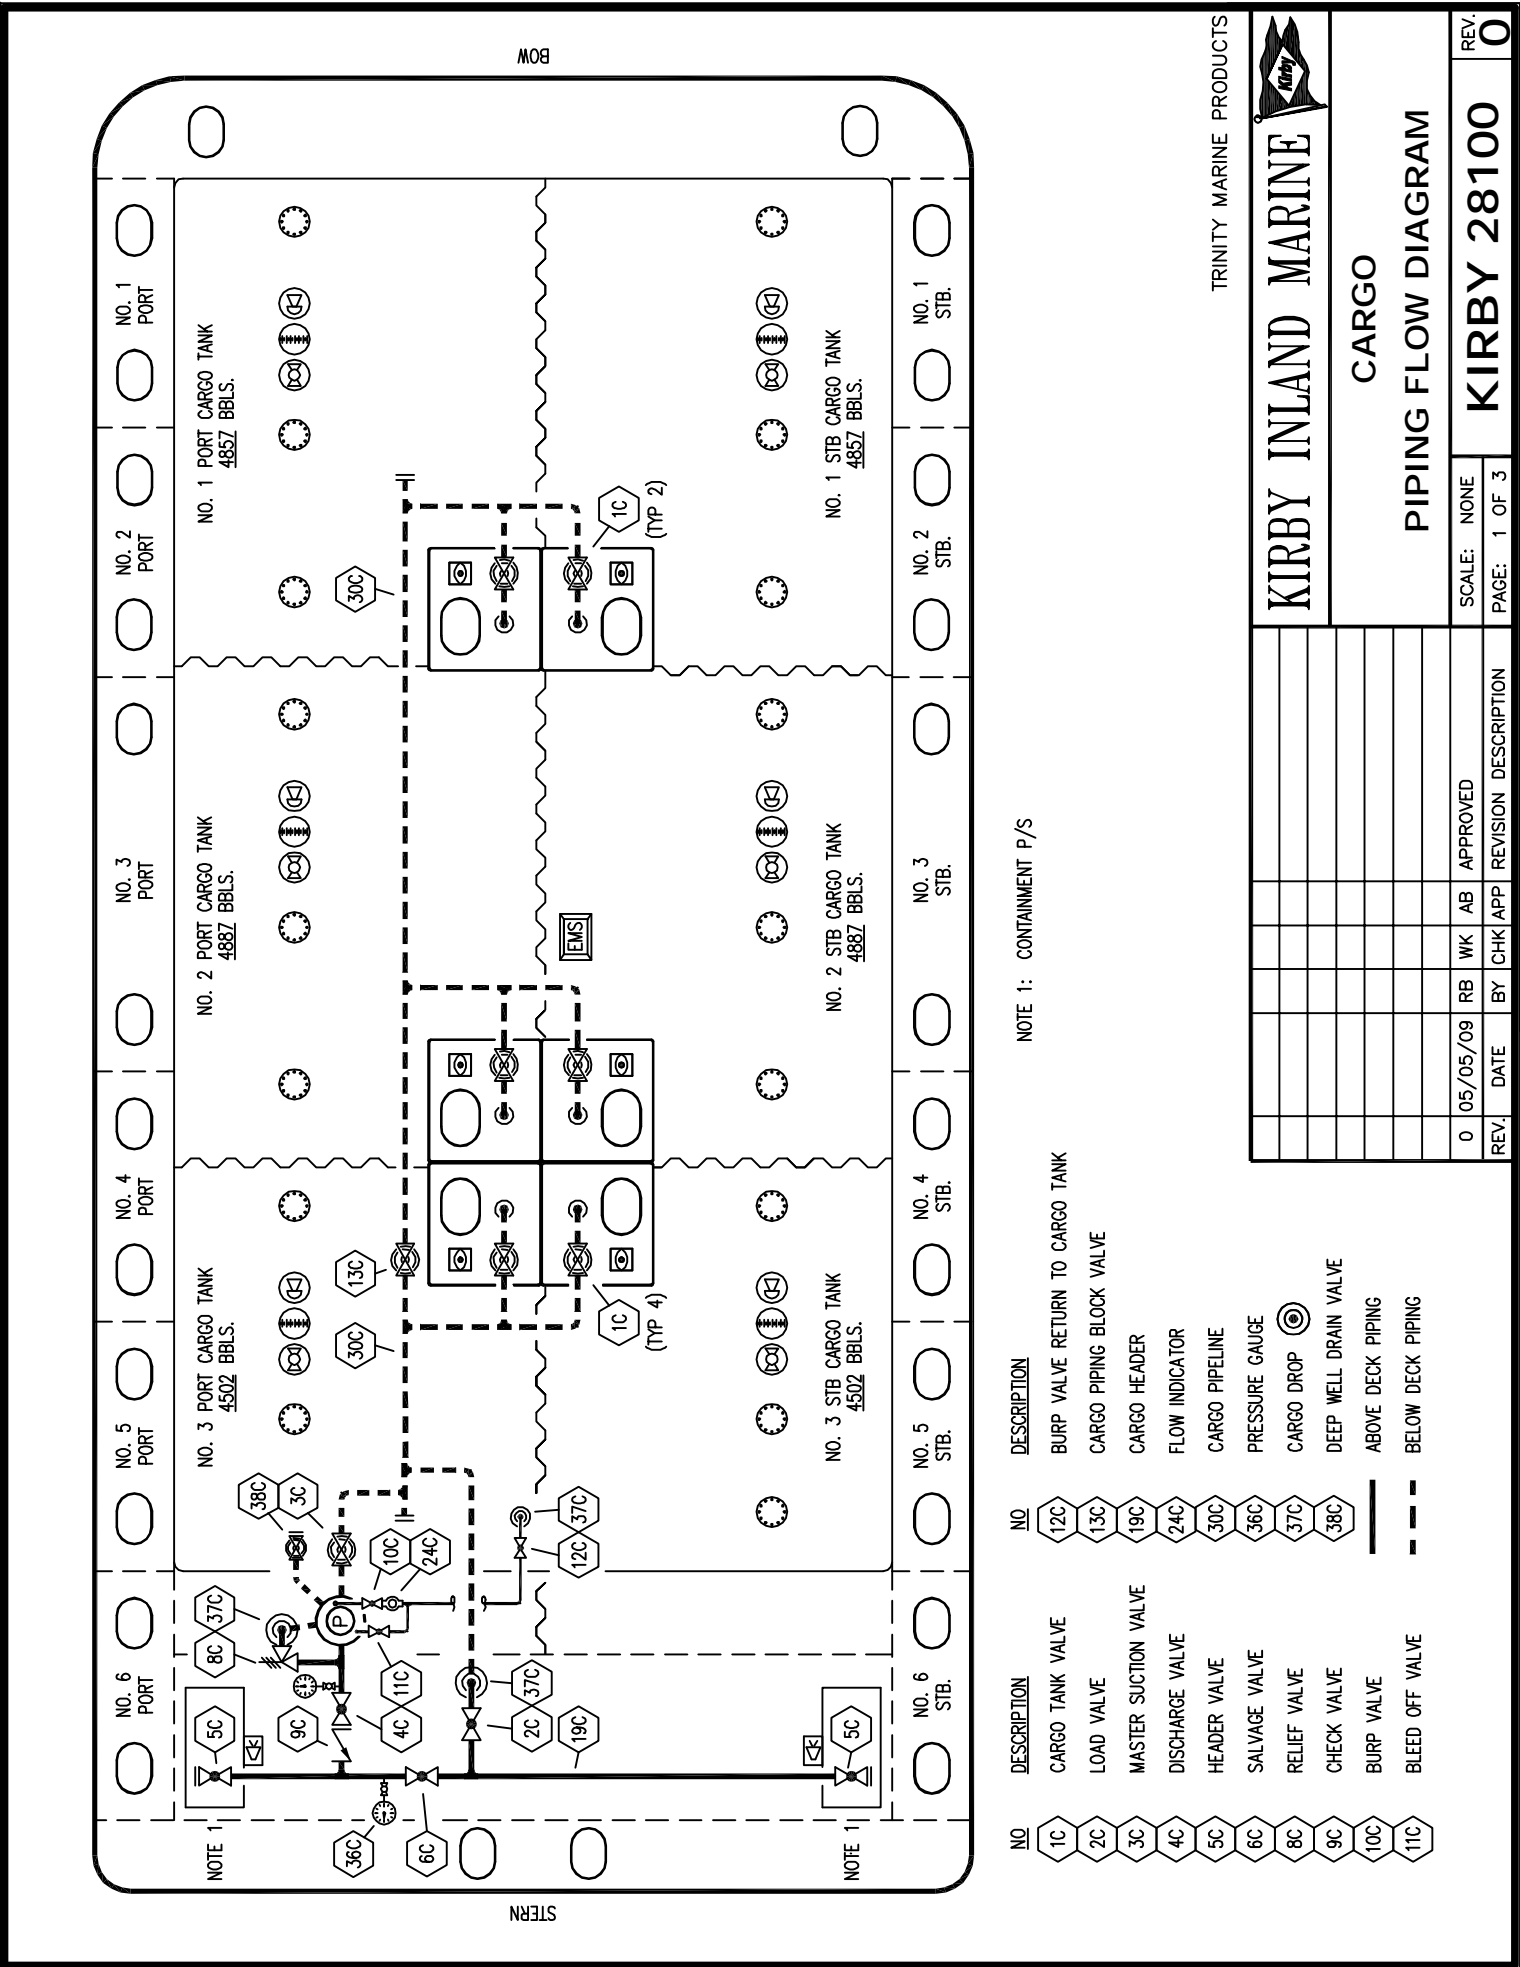 STERN
BOW
NO. 6
PORT
NO. 5
PORT
NO. 4
PORT
NO. 3
PORT
NO. 2
PORT
NO. 1
PORT
NO. 3 PORT CARGO TANK
4502 BBLS.
NO. 2 PORT CARGO TANK
4887 BBLS.
NO. 1 PORT CARGO TANK
4857 BBLS.
NOTE 1
5C
8C
37C
38C
3C
9C
36C
6C
4C
11C
10C
24C
P
30C
13C
30C
2C
37C
12C
37C
19C
1C
(TYP 4)
EMS
1C
(TYP 2)
5C
NOTE 1
NO. 3 STB CARGO TANK
4502 BBLS.
NO. 2 STB CARGO TANK
4887 BBLS.
NO. 1 STB CARGO TANK
4857 BBLS.
NO. 6
STB.
NO. 5
STB.
NO. 4
STB.
NO. 3
STB.
NO. 2
STB.
NO. 1
STB.
NO DESCRIPTION
1C CARGO TANK VALVE
2C LOAD VALVE
3C MASTER SUCTION VALVE
4C DISCHARGE VALVE
5C HEADER VALVE
6C SALVAGE VALVE
8C RELIEF VALVE
9C CHECK VALVE
10C BURP VALVE
11C BLEED OFF VALVE
NO DESCRIPTION
12C BURP VALVE RETURN TO CARGO TANK
13C CARGO PIPING BLOCK VALVE
19C CARGO HEADER
24C FLOW INDICATOR
30C CARGO PIPELINE
36C PRESSURE GAUGE
37C CARGO DROP
38C DEEP WELL DRAIN VALVE
ABOVE DECK PIPING
BELOW DECK PIPING
NOTE 1: CONTAINMENT P/S
TRINITY MARINE PRODUCTS
KIRBY INLAND MARINE
Kirby
CARGO
PIPING FLOW DIAGRAM
0 05/05/09 RB WK AB APPROVED
REV. DATE BY CHK APP REVISION DESCRIPTION
SCALE: NONE
PAGE: 1 OF 3
KIRBY 28100
REV.
0